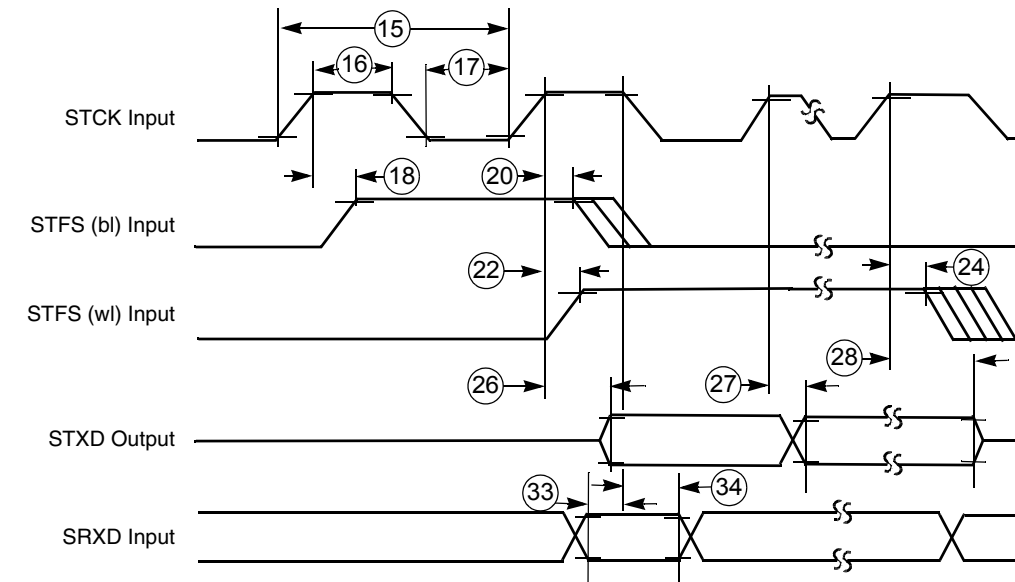 15
16
17
STCK Input
18
20
STFS (bl) Input
22
24
STFS (wl) Input
26
27
28
STXD Output
33
34
SRXD Input